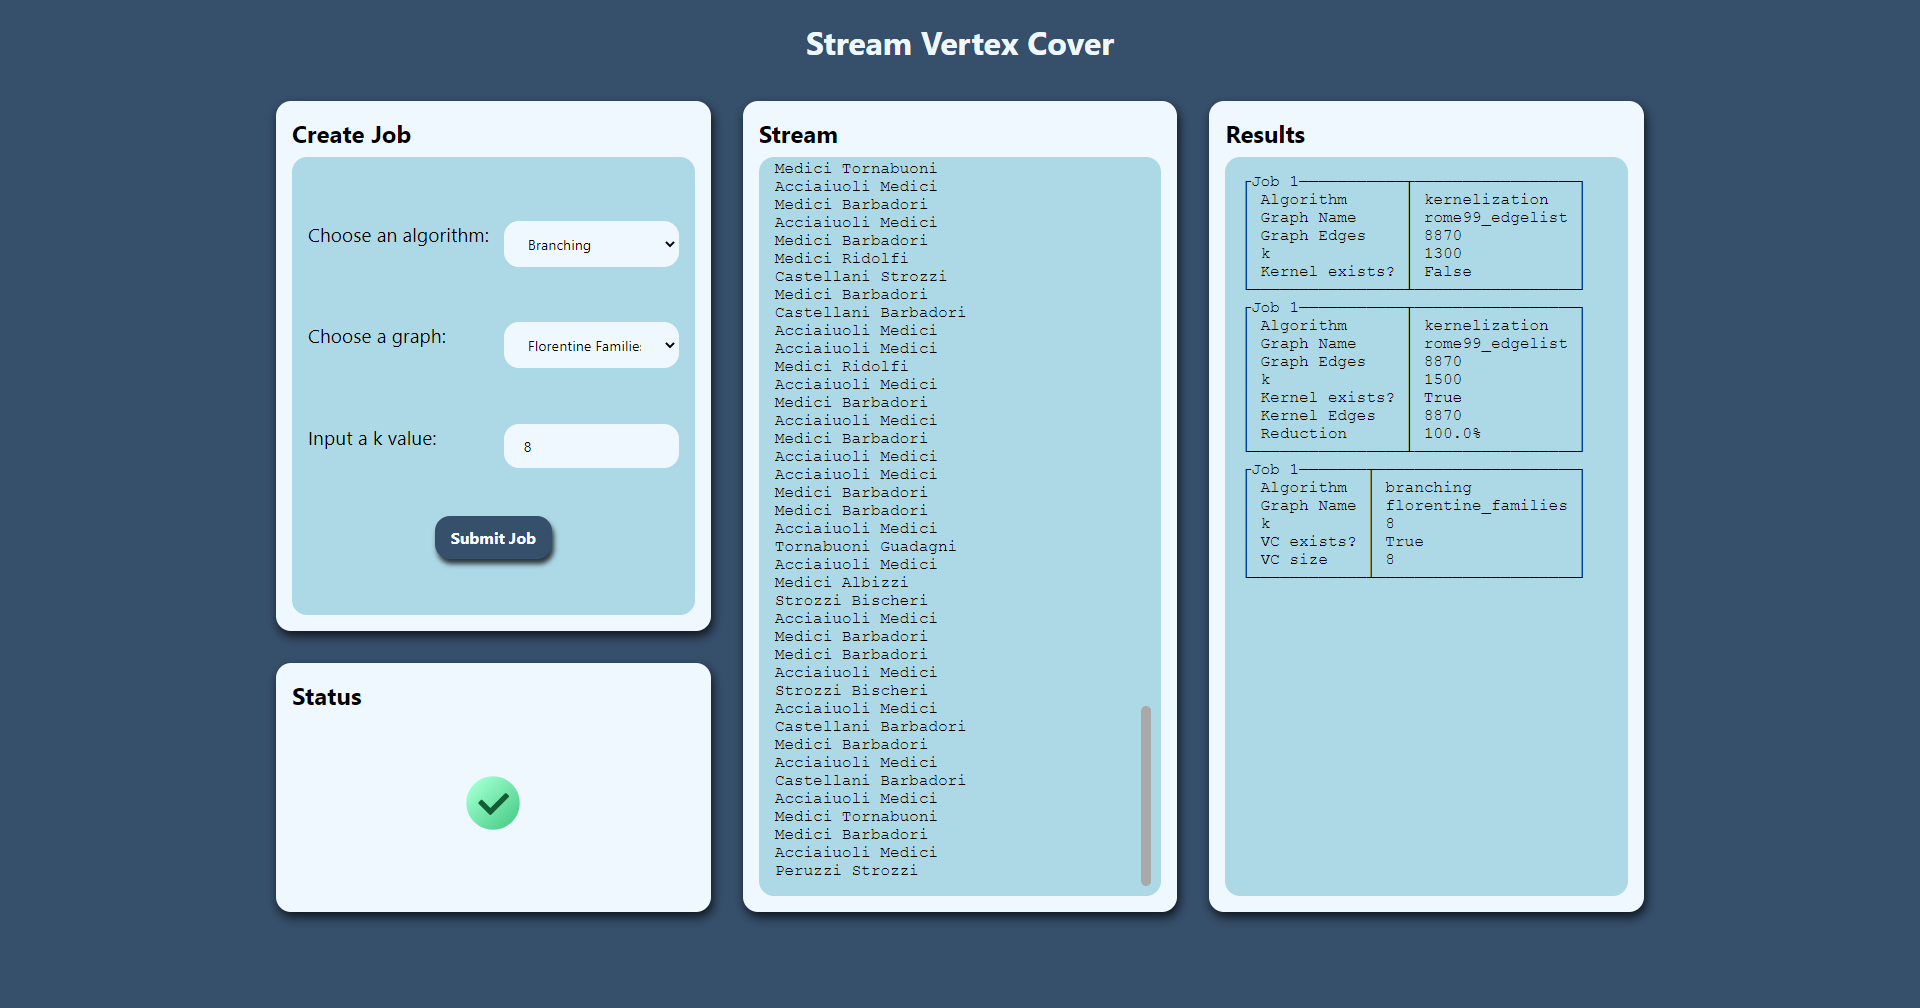 Stream Vertex Cover
Create Job
Choose an algorithm:
Branching
Choose a graph:
Florentine Familie
Input a k value:
8
Submit Job
Status
Stream
Medici Tornabuoni
Acciaiuoli Medici
Medici Barbadori
Acciaiuoli Medici
Medici Barbadori
Medici Ridolfi
Castellani Strozzi
Medici Barbadori
Castellani Barbadori
Acciaiuoli Medici
Acciaiuoli Medici
Medici Ridolfi
Acciaiuoli Medici
Medici Barbadori
Acciaiuoli Medici
Medici Barbadori
Acciaiuoli Medici
Acciaiuoli Medici
Medici Barbadori
Medici Barbadori
Acciaiuoli Medici
Tornabuoni Guadagni
Acciaiuoli Medici
Medici Albizzi
Strozzi Bischeri
Acciaiuoli Medici
Medici Barbadori
Medici Barbadori
Acciaiuoli Medici
Strozzi Bischeri
Acciaiuoli Medici
Castellani Barbadori
Medici Barbadori
Acciaiuoli Medici
Castellani Barbadori
Acciaiuoli Medici
Medici Tornabuoni
Medici Barbadori
Acciaiuoli Medici
Peruzzi Strozzi
Results
Job 1
Algorithm kernelization
Graph Name rome99_edgelist
Graph Edges 8870
k 1300
Kernel exists? False
Job 1
Algorithm kernelization
Graph Name rome99_edgelist
Graph Edges 8870
k 1500
Kernel exists? True
Kernel Edges 8870
Reduction 100.0%
Job 1
Algorithm branching
Graph Name florentine_families
k 8
VC exists? True
VC size 8